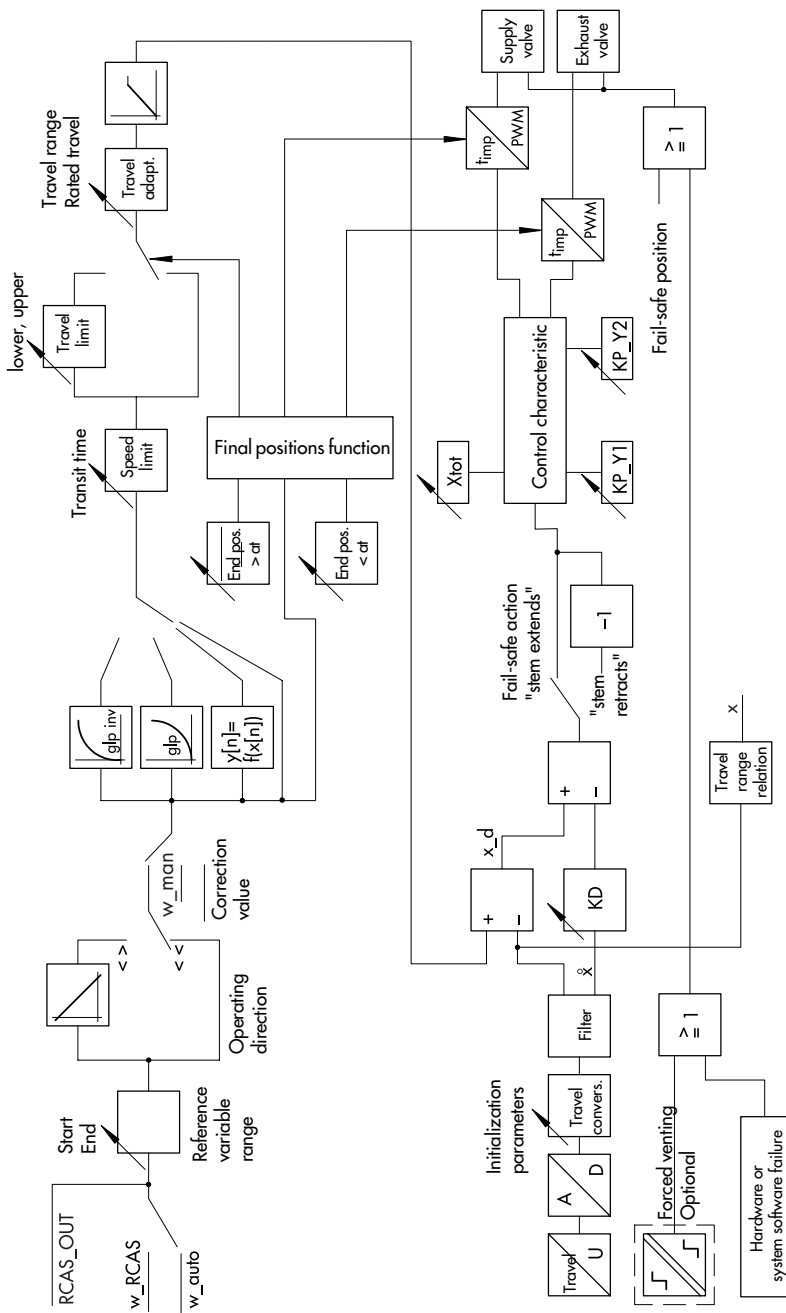 RCAS_OUT
w_RCAS
w_auto
Start
End
Reference
variable
range
Operating
direction
< >
< <
w_man
Correction
value
glp inv
glp
y[n]=
f(x[n])
Transit time
Speed
limit
lower, upper
Travel
limit
Travel range
Rated travel
Travel
adapt.
End pos.
> at
End pos.
< at
Final positions function
Travel
U
A
D
Initialization
parameters
Travel
convers.
Filter
x
+
−
x_d
KD
+
−
Fail-safe action
"stem extends"
"stem
retracts"
−1
Xtot
Control characteristic
KP_Y1
KP_Y2
timp
PWM
timp
PWM
Supply
valve
Exhaust
valve
Forced venting
Optional
Hardware or
system software failure
> = 1
Travel
range
relation
x
Fail-safe position
> = 1